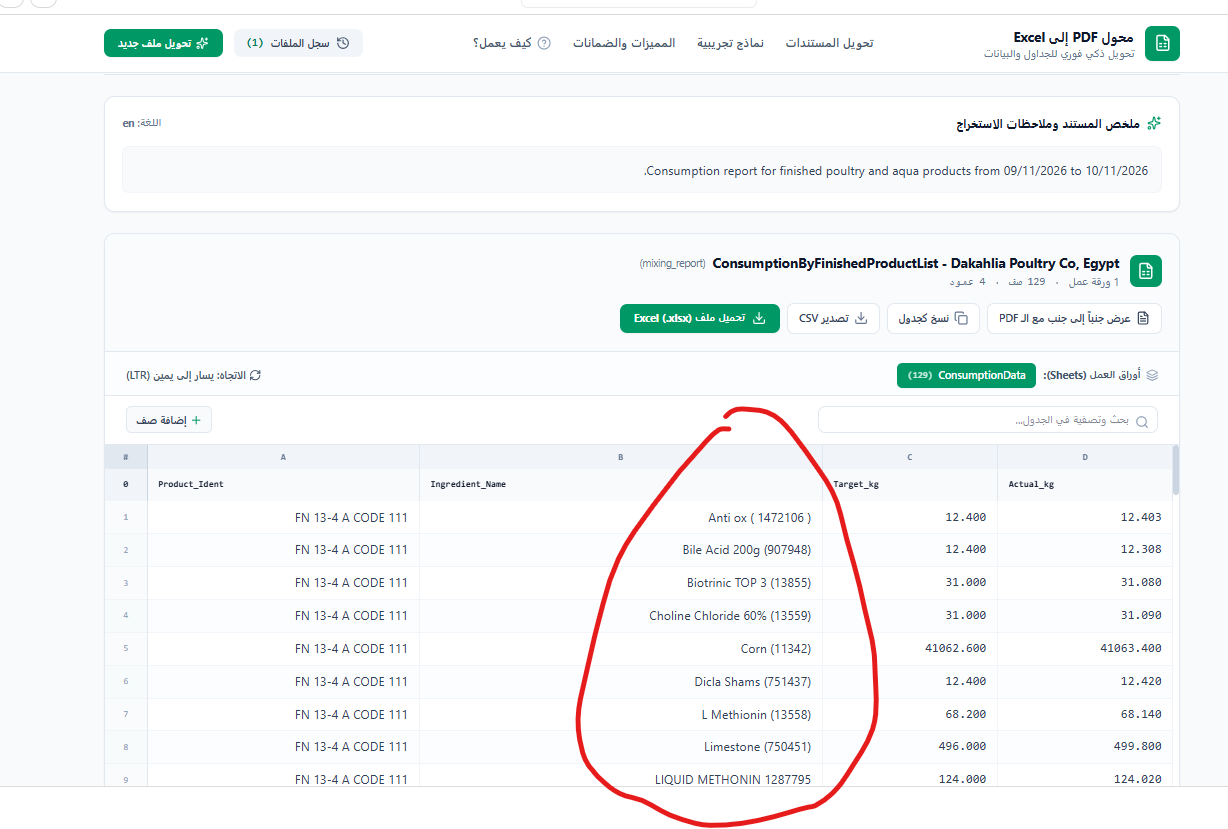 محول PDF إلى Excel
تحويل ذكي فوري للجداول والبيانات
تحويل المستندات
نماذج تجريبية
المميزات والضمانات
كيف يعمل؟
سجل الملفات (1)
تحويل ملف جديد
ملخص المستند وملاحظات الاستخراج
اللغة: en
Consumption report for finished poultry and aqua products from 09/11/2026 to 10/11/2026.
ConsumptionByFinishedProductList - Dakahlia Poultry Co, Egypt (mixing_report)
1 ورقة عمل · 129 صف · 4 عمود
عرض جنباً إلى جنب مع الـ PDF
نسخ كجدول
تصدير CSV
تحميل ملف Excel (.xlsx)
أوراق العمل (Sheets):
ConsumptionData (129)
الاتجاه: يسار إلى يمين (LTR)
بحث وتصفية في الجدول...
+ إضافة صف
# A B C D
0 Product_Ident Ingredient_Name Target_kg Actual_kg
1 FN 13-4 A CODE 111 Anti ox ( 1472106 ) 12.400 12.403
2 FN 13-4 A CODE 111 Bile Acid 200g (907948) 12.400 12.308
3 FN 13-4 A CODE 111 Biotrinic TOP 3 (13855) 31.000 31.080
4 FN 13-4 A CODE 111 Choline Chloride 60% (13559) 31.000 31.090
5 FN 13-4 A CODE 111 Corn (11342) 41062.600 41063.400
6 FN 13-4 A CODE 111 Dicla Shams (751437) 12.400 12.420
7 FN 13-4 A CODE 111 L Methionin (13558) 68.200 68.140
8 FN 13-4 A CODE 111 Limestone (750451) 496.000 499.800
9 FN 13-4 A CODE 111 LIQUID METHONIN 1287795 124.000 124.020